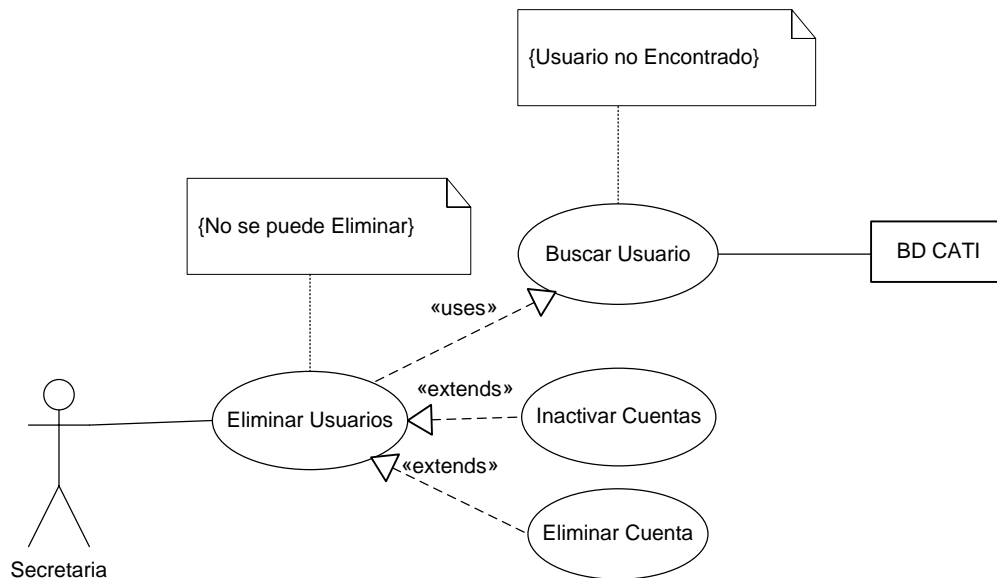 {Usuario no Encontrado}
{No se puede Eliminar}
Buscar Usuario
BD CATI
«uses»
«extends»
Eliminar Usuarios
Inactivar Cuentas
«extends»
Eliminar Cuenta
Secretaria